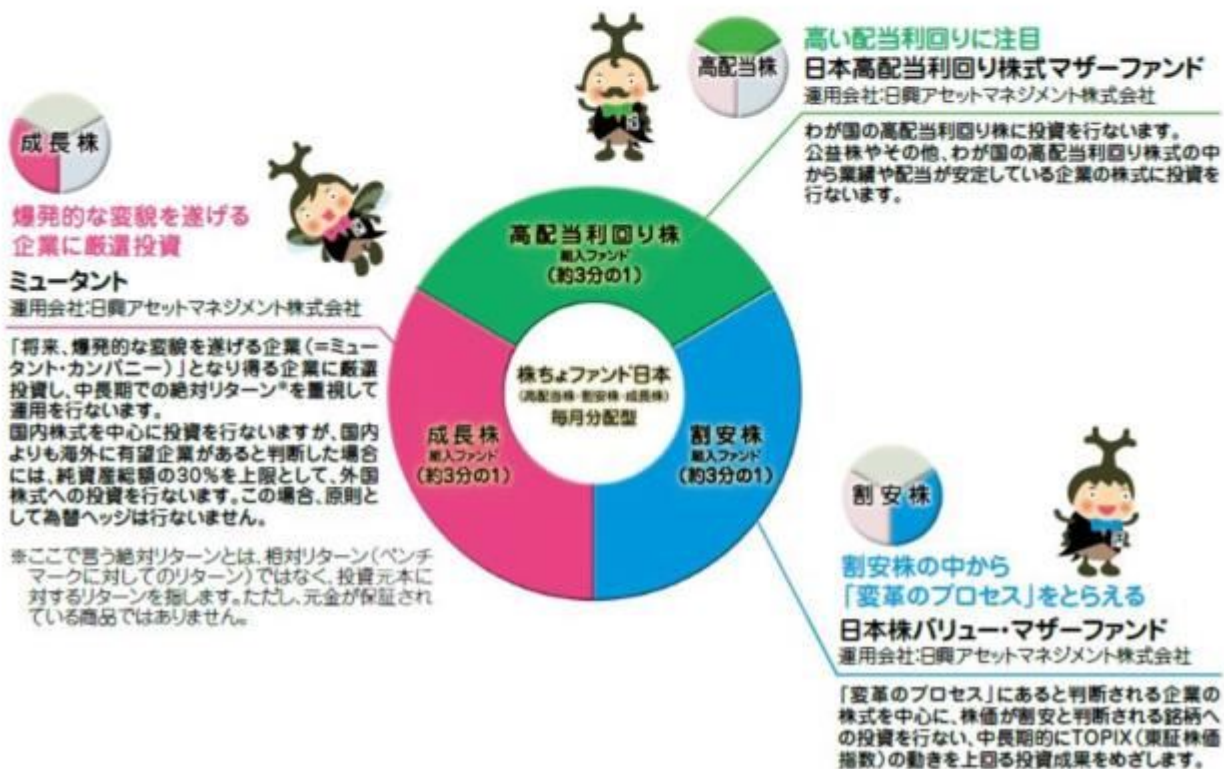 高配当株
高い配当利回りに注目
日本高配当利回り株式マザーファンド
運用会社:日興アセットマネジメント株式会社
わが国の高配当利回り株に投資を行ないます。
公益株やその他、わが国の高配当利回り株式の中
から業績や配当が安定している企業の株式に投資を
行ないます。
成長株
爆発的な変貌を遂げる
企業に厳選投資
ミュータント
運用会社:日興アセットマネジメント株式会社
「将来、爆発的な変貌を遂げる企業(=ミュー
タント・カンパニー)」となり得る企業に厳選
投資し、中長期での絶対リターン※を重視して
運用を行ないます。
国内株式を中心に投資を行ないますが、国内
よりも海外に有望企業があると判断した場合
には、純資産総額の30%を上限として、外国
株式への投資を行ないます。この場合、原則と
して為替ヘッジは行ないません。
※ここで言う絶対リターンとは、相対リターン(ベンチ
マークに対してのリターン)ではなく、投資元本に
対するリターンを指します。ただし、元金が保証され
ている商品ではありません。
高配当利回り株
組入ファンド
(約3分の1)
株ちょファンド日本
(高配当株・割安株・成長株)
毎月分配型
成長株
組入ファンド
(約3分の1)
割安株
組入ファンド
(約3分の1)
割安株
割安株の中から
「変革のプロセス」をとらえる
日本株バリュー・マザーファンド
運用会社:日興アセットマネジメント株式会社
「変革のプロセス」にあると判断される企業の
株式を中心に、株価が割安と判断される銘柄へ
の投資を行ない、中長期的にTOPIX(東証株価
指数)の動きを上回る投資成果をめざします。